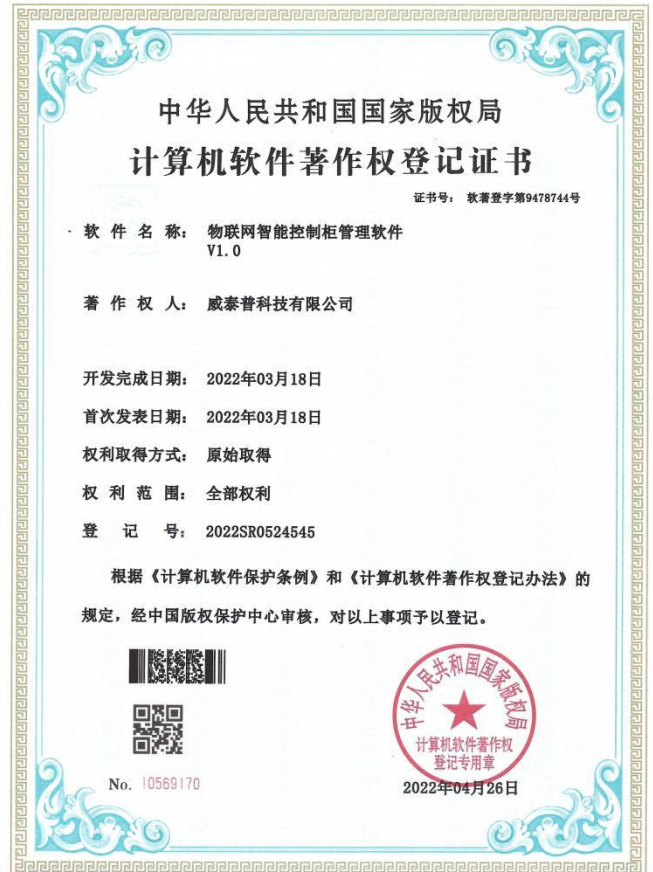 中华人民共和国国家版权局
计算机软件著作权登记证书
证书号： 软著登字第9478744号
软件名称： 物联网智能控制柜管理软件
V1.0
著作权人： 威泰普科技有限公司
开发完成日期： 2022年03月18日
首次发表日期： 2022年03月18日
权利取得方式： 原始取得
权利范围： 全部权利
登记号： 2022SR0524545
根据《计算机软件保护条例》和《计算机软件著作权登记办法》的
规定，经中国版权保护中心审核，对以上事项予以登记。
中华人民共和国国家版权局
计算机软件著作权
登记专用章
No. 10569170
2022年04月26日